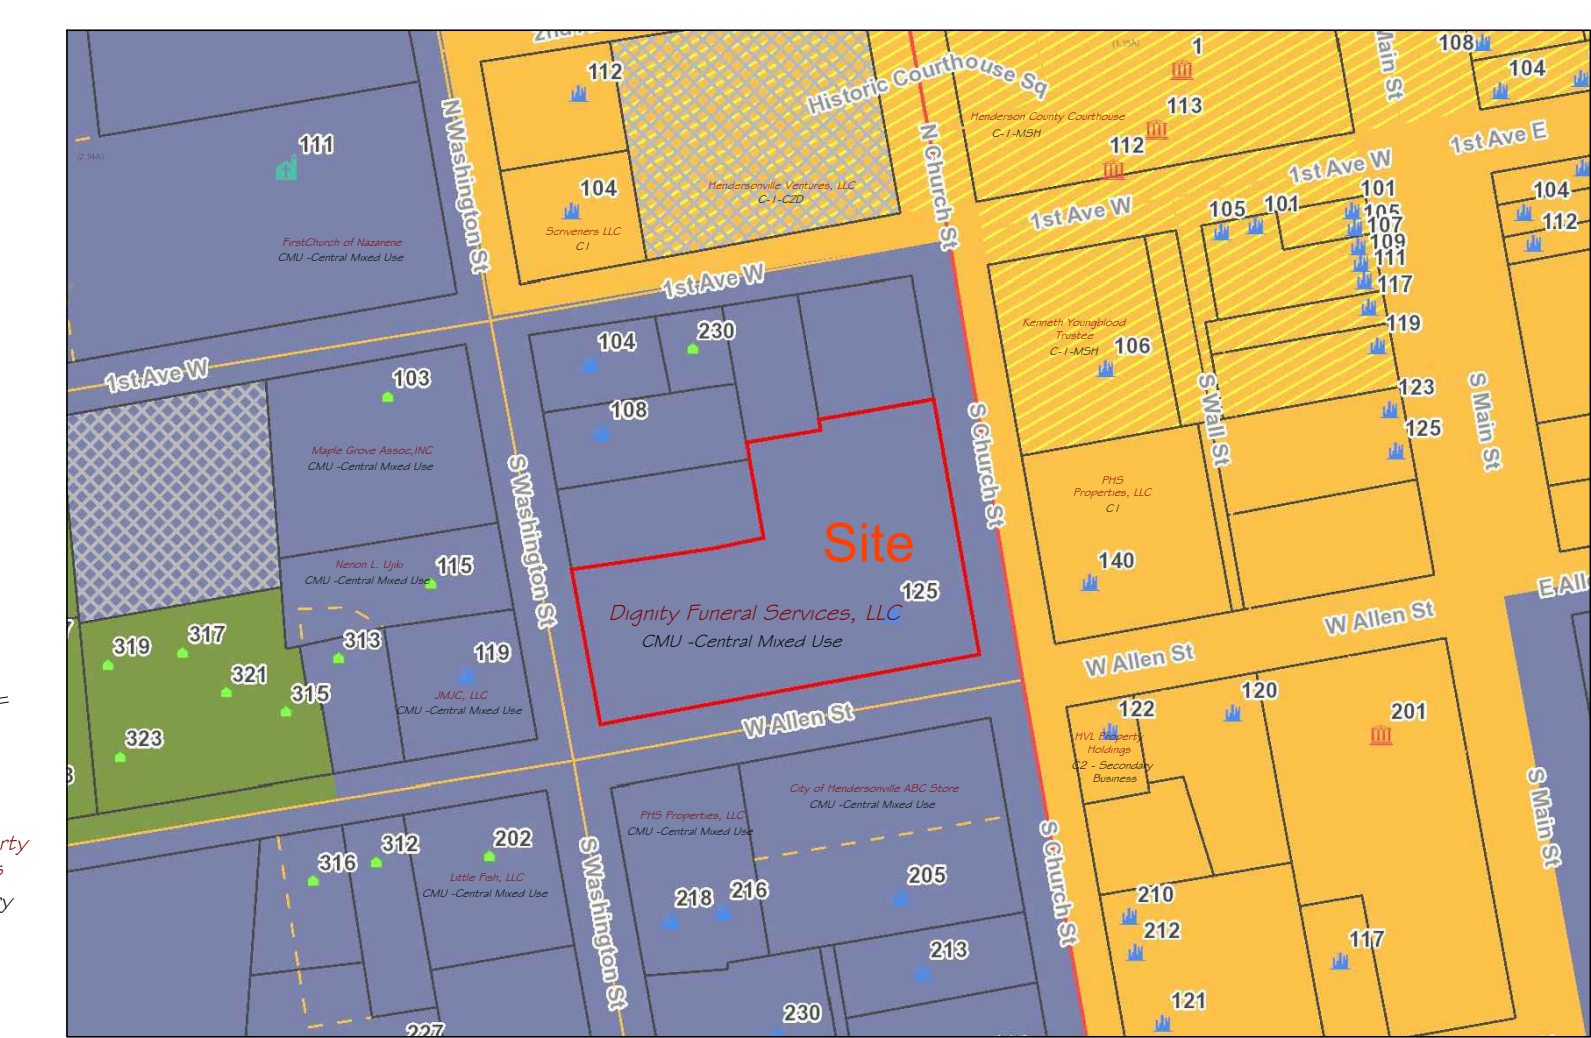 112
Historic Courthouse Sq
(1.15A)
1
Main St
108
104
113
Henderson County Courthouse
C-1-MSH
112
1st Ave E
111
(2.34A)
N Washington St
N Church St
1st Ave W
104
Hendersonville Ventures, LLC
C-1-CZD
1st Ave W
101
104
105
101
105
107
112
Scriveners LLC
C1
FirstChurch of Nazarene
CMU -Central Mixed Use
109
111
1st Ave W
117
104
230
Kenneth Youngblood
Trustee
C-1-MSH
106
119
1st Ave W
103
S Wall St
123
S Main St
108
S Church St
125
Maple Grove Assoc,INC
CMU -Central Mixed Use
S Washington St
PHS
Properties, LLC
C1
Site
140
Nenon L. Ujiki
CMU -Central Mixed Use
115
125
Dignity Funeral Services, LLC
CMU -Central Mixed Use
W Allen St
319
317
313
119
W Allen St
321
315
JMJC, LLC
CMU -Central Mixed Use
W Allen St
122
120
201
323
HVL Property
Holdings
C2 - Secondary
Business
City of Hendersonville ABC Store
CMU -Central Mixed Use
PHS Properties, LLC
CMU -Central Mixed Use
S Main St
316
312
202
S Washington St
S Church St
Little Fish, LLC
CMU -Central Mixed Use
218
216
205
210
212
213
117
230
121
227